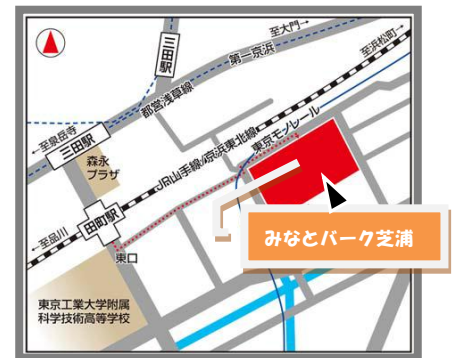 至大門→
至浜松町→
三田駅
第一京浜
都営浅草線
←至泉岳寺
三田駅
森永
プラザ
JR山手線/京浜東北線
東京モノレール
田町駅
←至品川
東口
みなとパーク芝浦
東京工業大学附属
科学技術高等学校